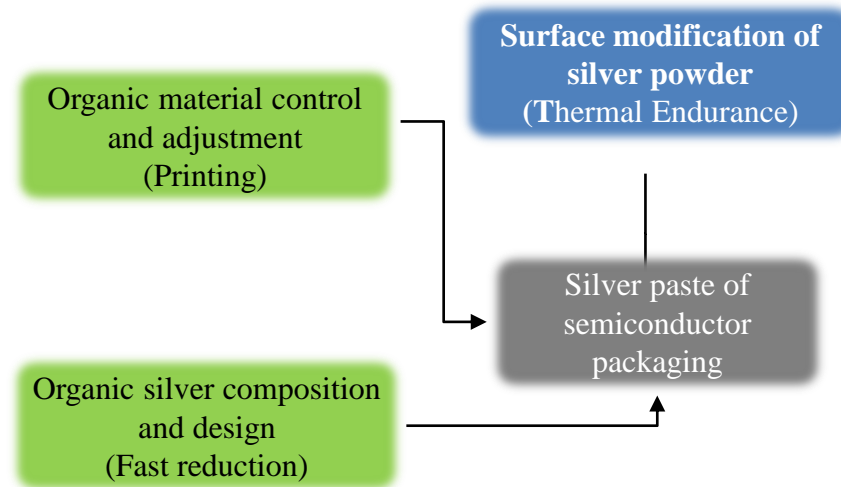 Surface modification of
silver powder
(Thermal Endurance)
Organic material control
and adjustment
(Printing)
Silver paste of
semiconductor
packaging
Organic silver composition
and design
(Fast reduction)